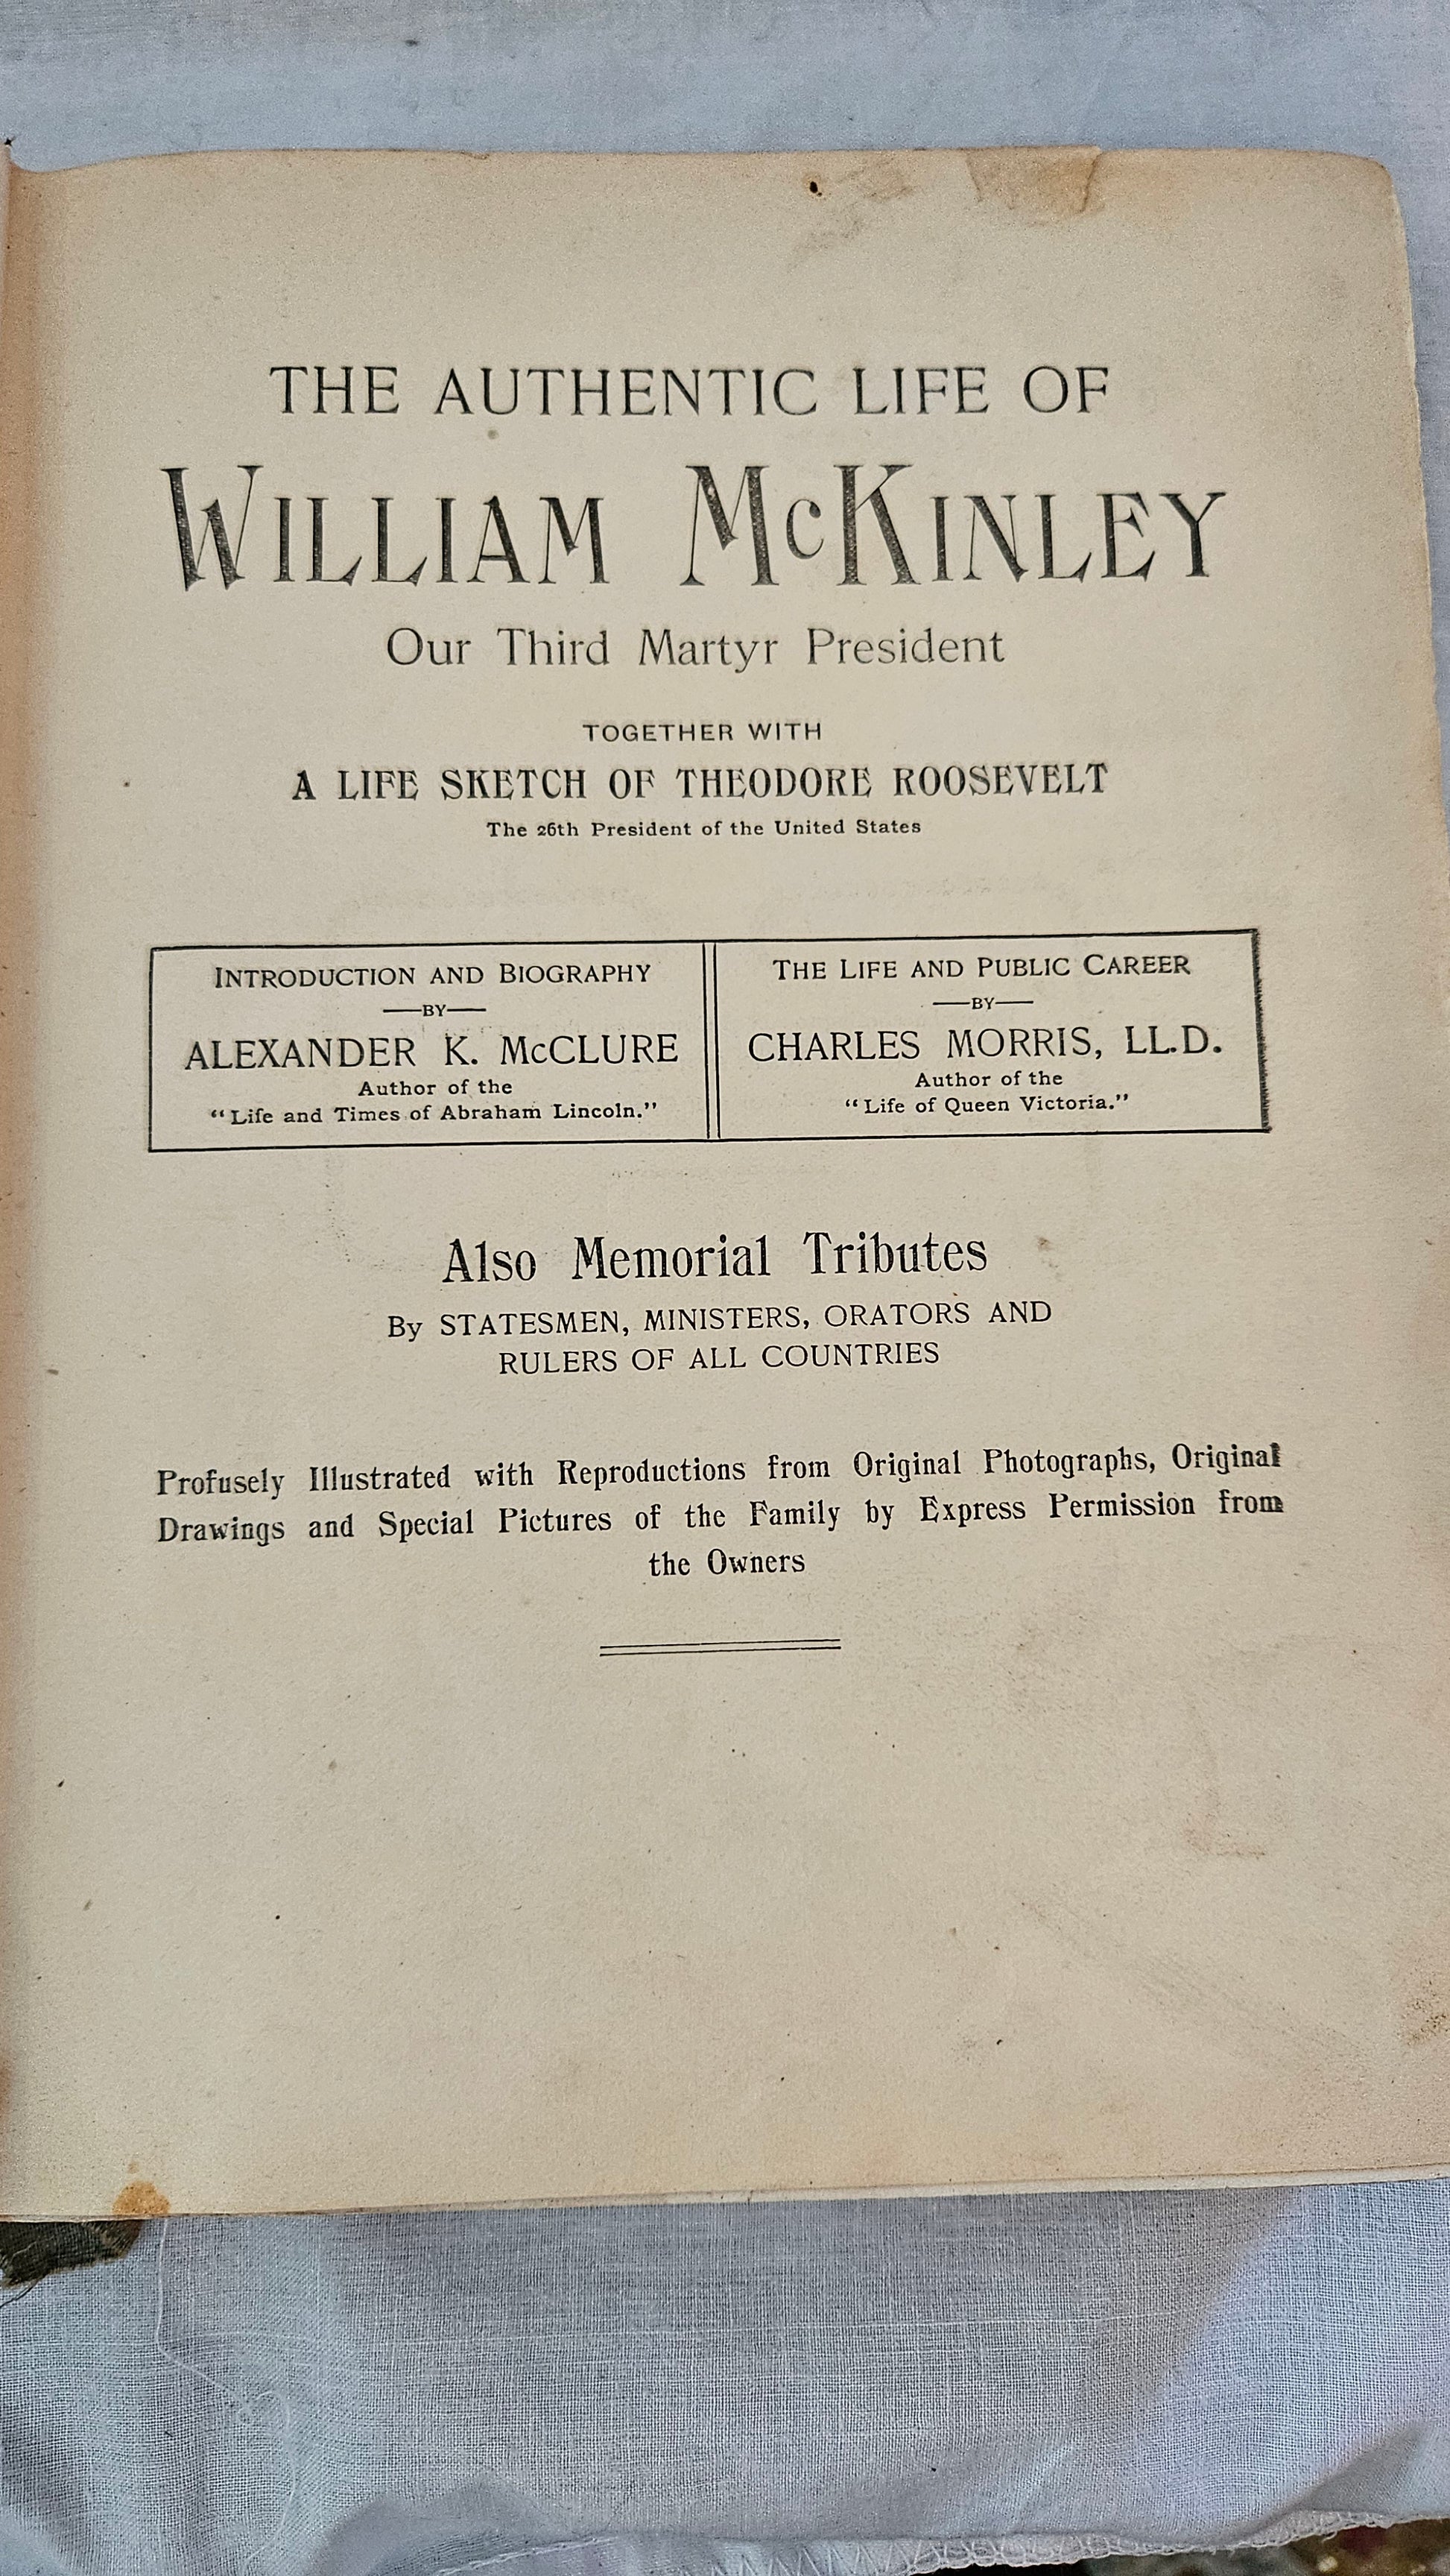 THE AUTHENTIC LIFE OF
WILLIAM McKINLEY
Our Third Martyr President
TOGETHER WITH
A LIFE SKETCH OF THEODORE ROOSEVELT
The 26th President of the United States
INTRODUCTION AND BIOGRAPHY
BY
ALEXANDER K. McCLURE
Author of the
“Life and Times of Abraham Lincoln.”
THE LIFE AND PUBLIC CAREER
BY
CHARLES MORRIS, LL.D.
Author of the
“Life of Queen Victoria.”
Also Memorial Tributes
By STATESMEN, MINISTERS, ORATORS AND
RULERS OF ALL COUNTRIES
Profusely Illustrated with Reproductions from Original Photographs, Original
Drawings and Special Pictures of the Family by Express Permission from
the Owners